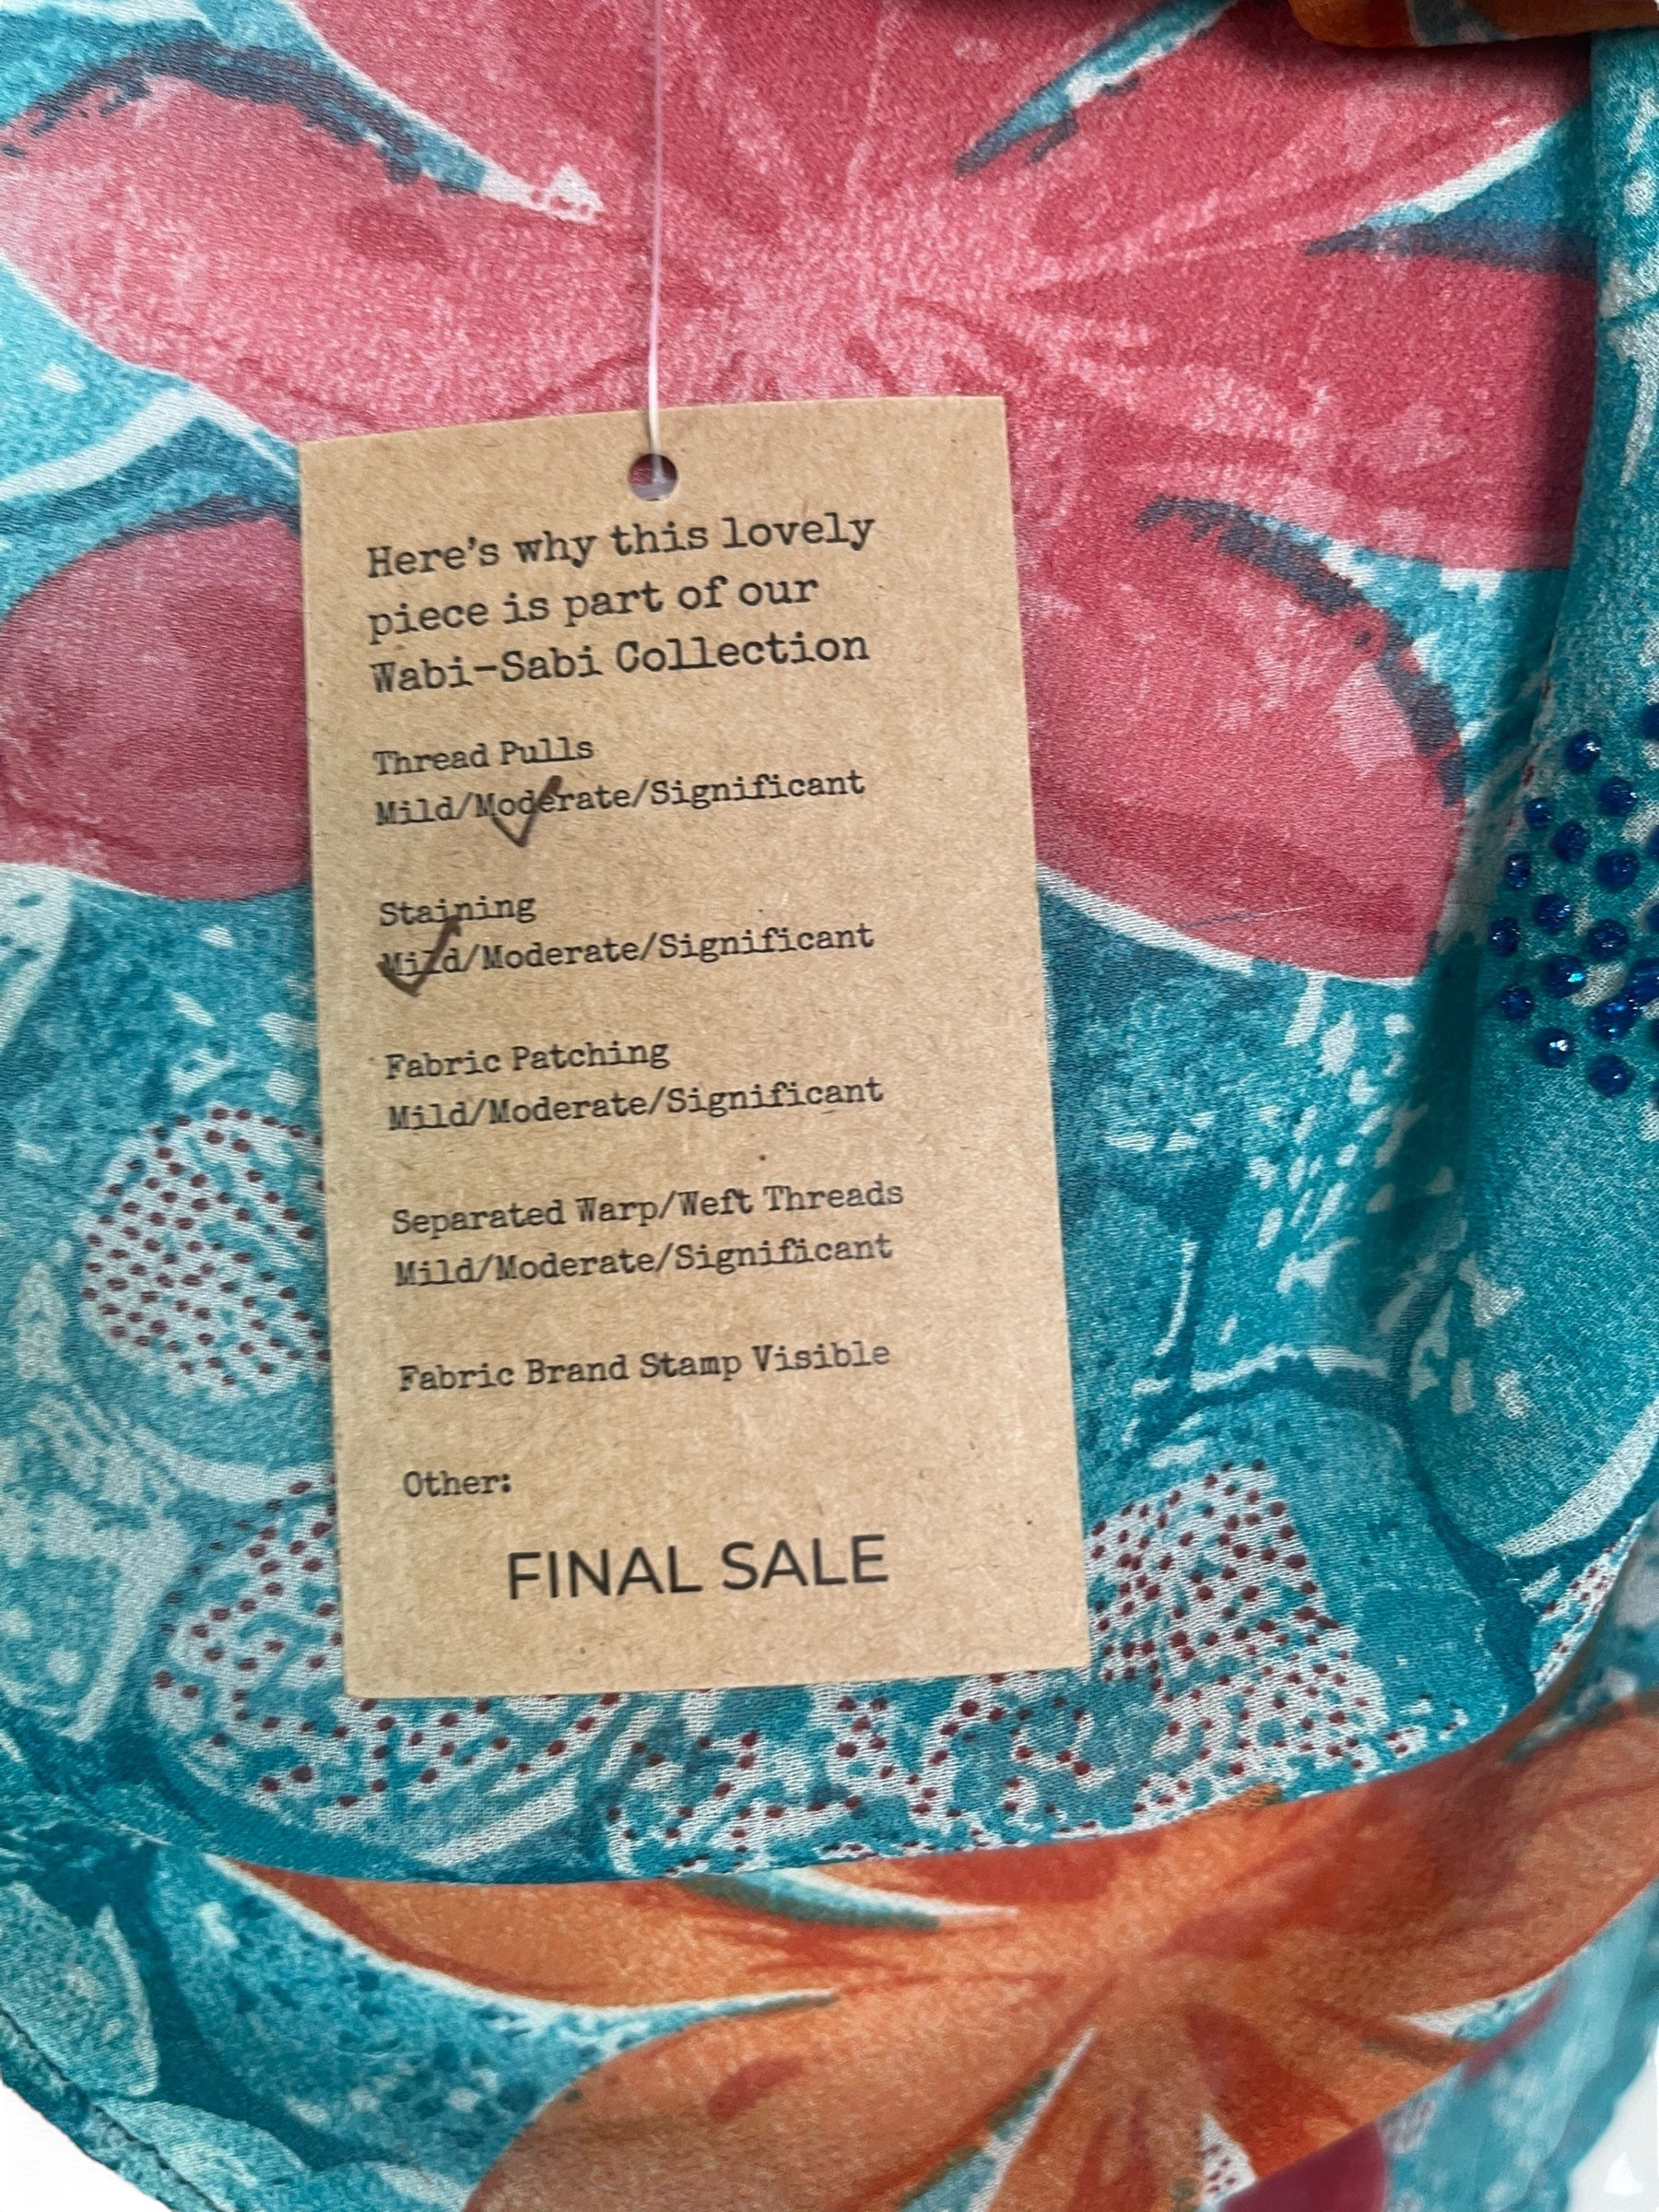 Here's why this lovely
piece is part of our
Wabi-Sabi Collection
Thread Pulls
Mild/Moderate/Significant
Staining
Mild/Moderate/Significant
Fabric Patching
Mild/Moderate/Significant
Separated Warp/Weft Threads
Mild/Moderate/Significant
Fabric Brand Stamp Visible
Other:
FINAL SALE